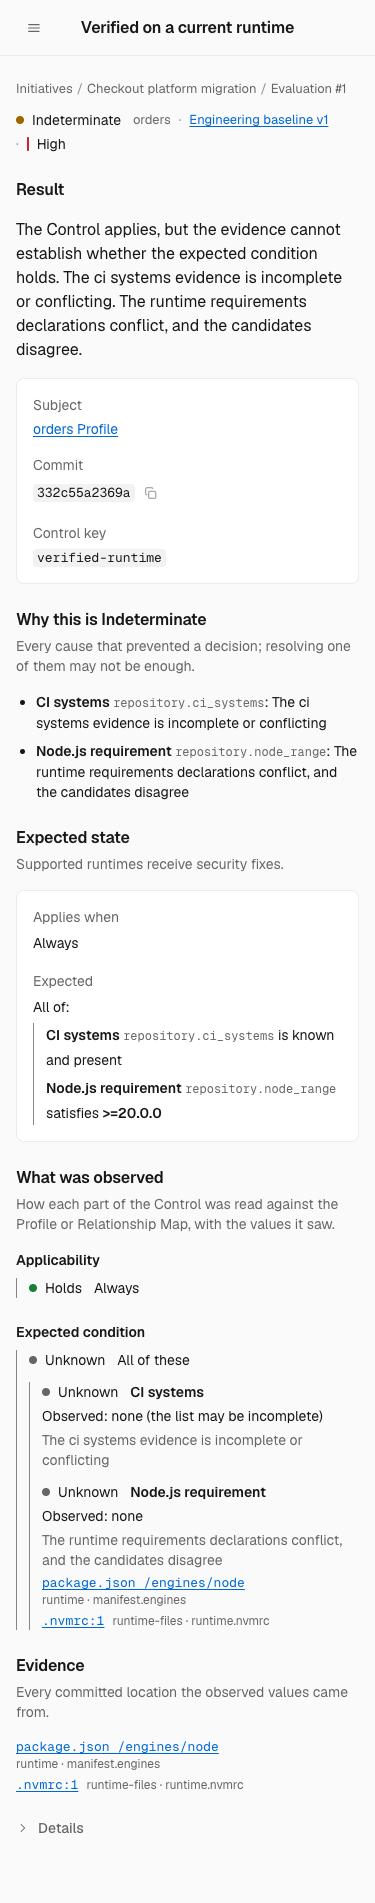 Verified on a current runtime
Initiatives / Checkout platform migration / Evaluation #1
Indeterminate orders · Engineering baseline v1
· High
Result
The Control applies, but the evidence cannot
establish whether the expected condition
holds. The ci systems evidence is incomplete
or conflicting. The runtime requirements
declarations conflict, and the candidates
disagree.
Subject
orders Profile
Commit
332c55a2369a
Control key
verified-runtime
Why this is Indeterminate
Every cause that prevented a decision; resolving one
of them may not be enough.
• CI systems repository.ci_systems: The ci
systems evidence is incomplete or conflicting
• Node.js requirement repository.node_range: The
runtime requirements declarations conflict, and
the candidates disagree
Expected state
Supported runtimes receive security fixes.
Applies when
Always
Expected
All of:
CI systems repository.ci_systems is known
and present
Node.js requirement repository.node_range
satisfies >=20.0.0
What was observed
How each part of the Control was read against the
Profile or Relationship Map, with the values it saw.
Applicability
Holds Always
Expected condition
Unknown All of these
Unknown CI systems
Observed: none (the list may be incomplete)
The ci systems evidence is incomplete or
conflicting
Unknown Node.js requirement
Observed: none
The runtime requirements declarations conflict,
and the candidates disagree
package.json /engines/node
runtime · manifest.engines
.nvmrc:1 runtime-files · runtime.nvmrc
Evidence
Every committed location the observed values came
from.
package.json /engines/node
runtime · manifest.engines
.nvmrc:1 runtime-files · runtime.nvmrc
Details